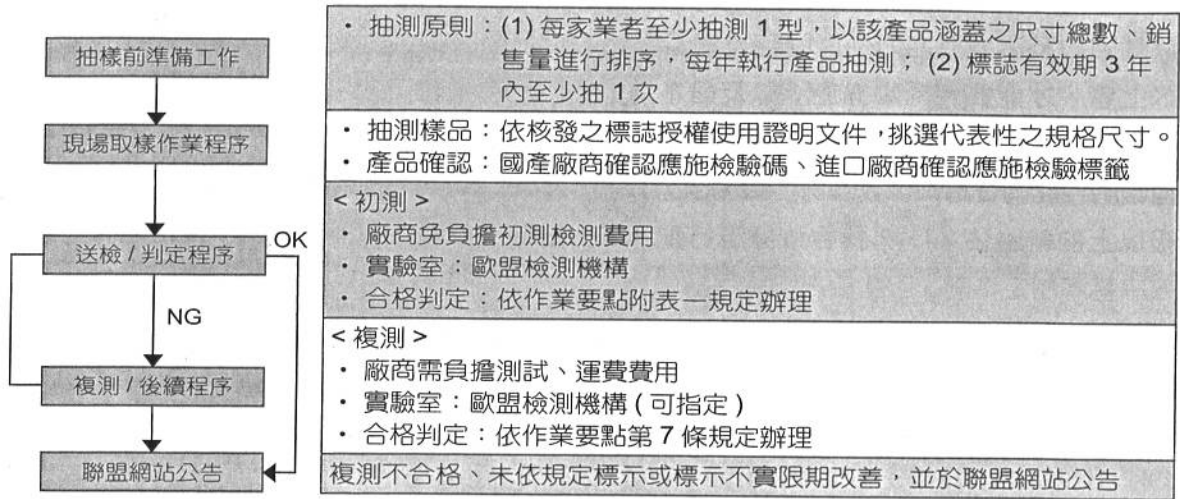 抽樣前準備工作
現場取樣作業程序
送檢 / 判定程序
OK
NG
複測 / 後續程序
聯盟網站公告
・ 抽測原則：(1) 每家業者至少抽測 1 型，以該產品涵蓋之尺寸總數、銷
售量進行排序，每年執行產品抽測； (2) 標誌有效期 3 年
內至少抽 1 次
・ 抽測樣品：依核發之標誌授權使用證明文件，挑選代表性之規格尺寸。
・ 產品確認：國產廠商確認應施檢驗碼、進口廠商確認應施檢驗標籤
< 初測 >
・ 廠商免負擔初測檢測費用
・ 實驗室：歐盟檢測機構
・ 合格判定：依作業要點附表一規定辦理
< 複測 >
・ 廠商需負擔測試、運費費用
・ 實驗室：歐盟檢測機構 ( 可指定 )
・ 合格判定：依作業要點第 7 條規定辦理
複測不合格、未依規定標示或標示不實限期改善，並於聯盟網站公告